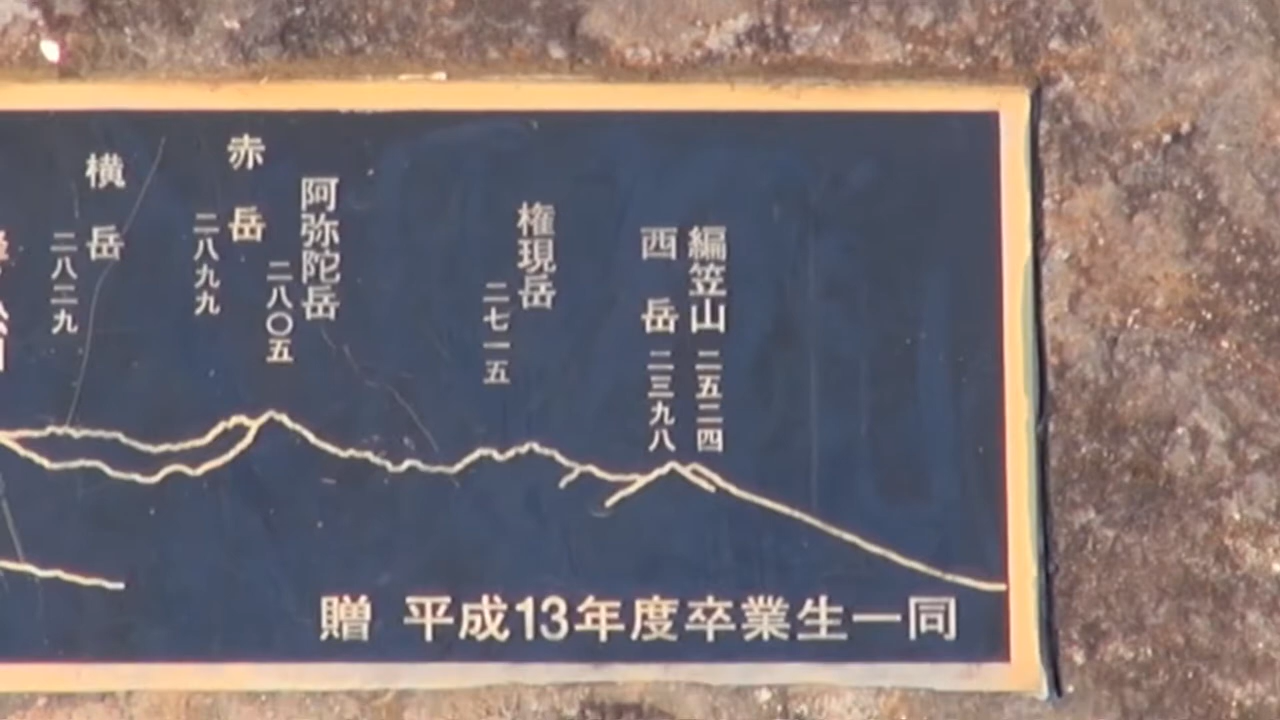 横岳
二八二九
赤岳
二八九九
阿弥陀岳
二八〇五
権現岳
二七一五
西岳
二三九八
編笠山
二五二四
贈 平成13年度卒業生一同